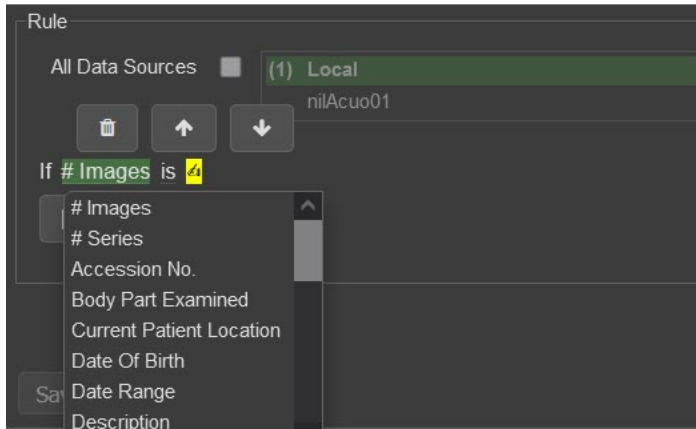 Rule
All Data Sources
(1) Local
nilAcuo01
If # Images is ✍
# Images
# Series
Accession No.
Body Part Examined
Current Patient Location
Date Of Birth
Date Range
Description